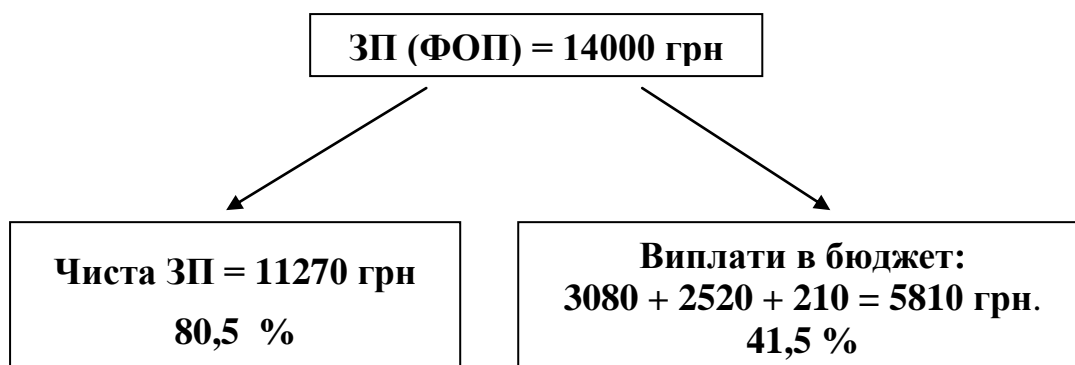 ЗП (ФОП) = 14000 грн
Чиста ЗП = 11270 грн
80,5 %
Виплати в бюджет:
3080 + 2520 + 210 = 5810 грн.
41,5 %